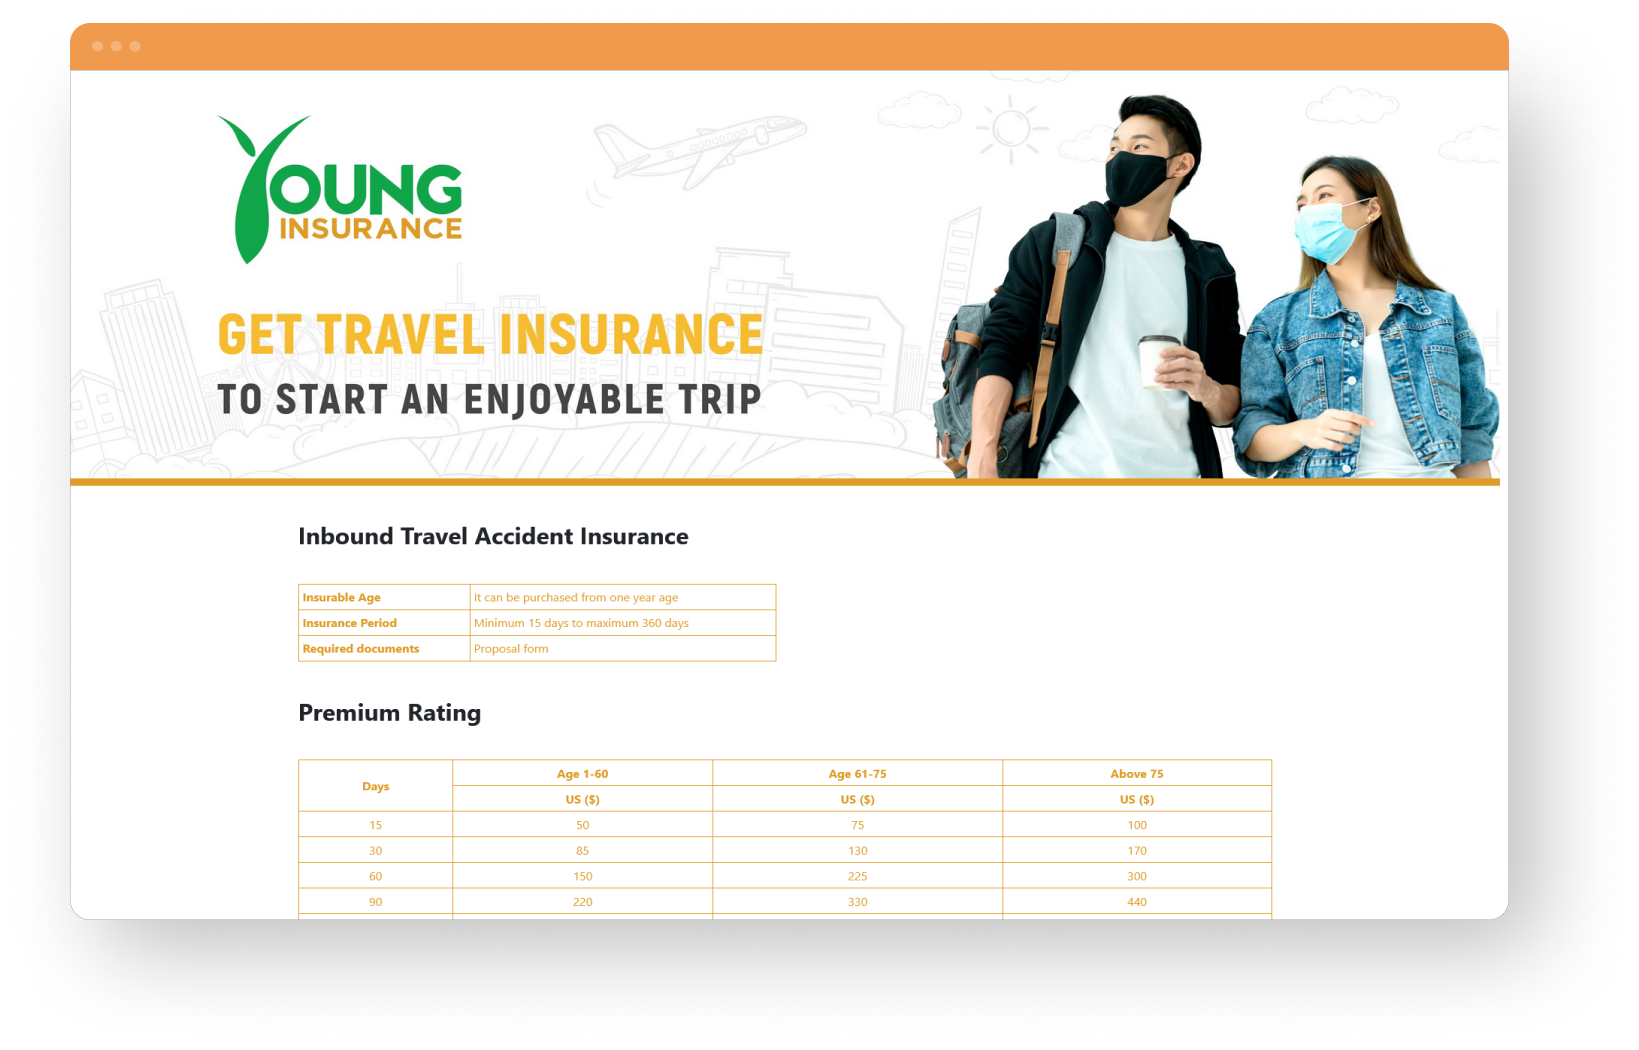 YOUNG
INSURANCE
GET TRAVEL INSURANCE
TO START AN ENJOYABLE TRIP
Inbound Travel Accident Insurance
Insurable Age It can be purchased from one year age
Insurance Period Minimum 15 days to maximum 360 days
Required documents Proposal form
Premium Rating
Days Age 1-60 Age 61-75 Above 75
US ($) US ($) US ($)
15 50 75 100
30 85 130 170
60 150 225 300
90 220 330 440